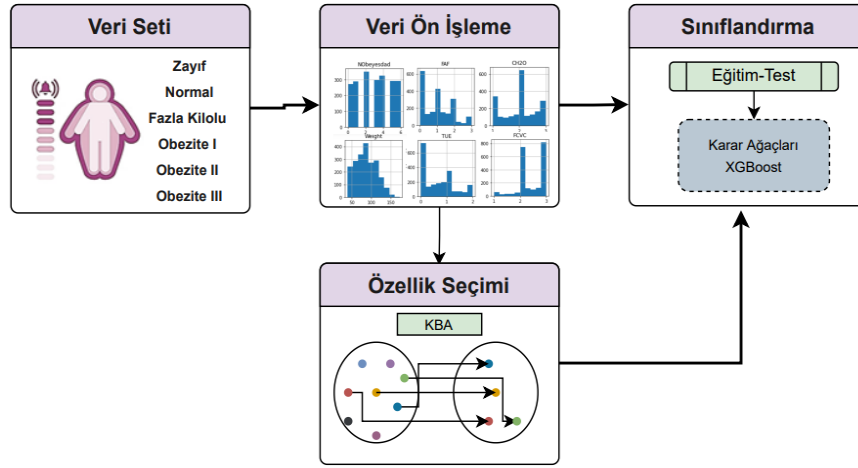 Veri Seti
Zayıf
Normal
Fazla Kilolu
Obezite I
Obezite II
Obezite III
Veri Ön İşleme
NObeyesdad
FAF
CH2O
Weight
TUE
FCVC
Sınıflandırma
Eğitim-Test
Karar Ağaçları
XGBoost
Özellik Seçimi
KBA